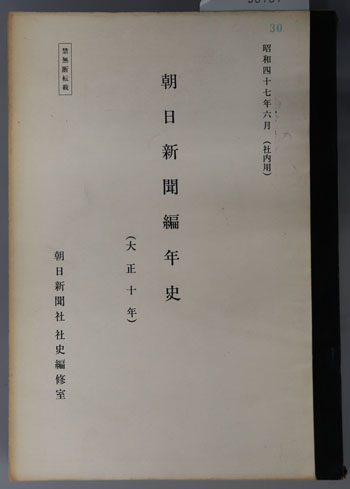 30
昭和四十七年六月 (社内用)
朝日新聞編年史
(大正十年)
朝日新聞社社史編修室
禁無断転載